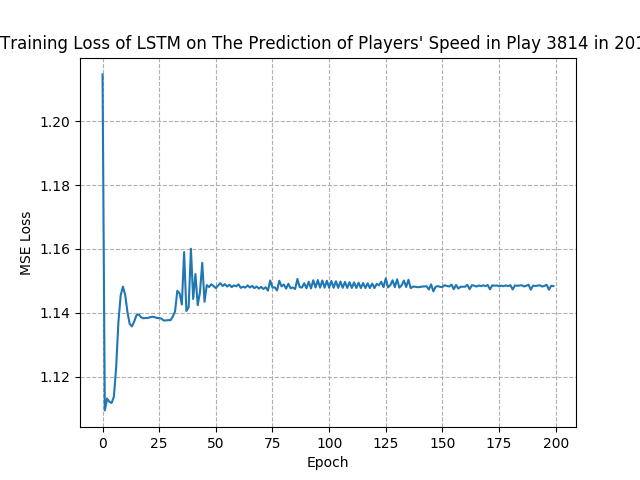 Training Loss of LSTM on The Prediction of Players' Speed in Play 3814 in 201
MSE Loss
1.20
1.18
1.16
1.14
1.12
0 25 50 75 100 125 150 175 200
Epoch